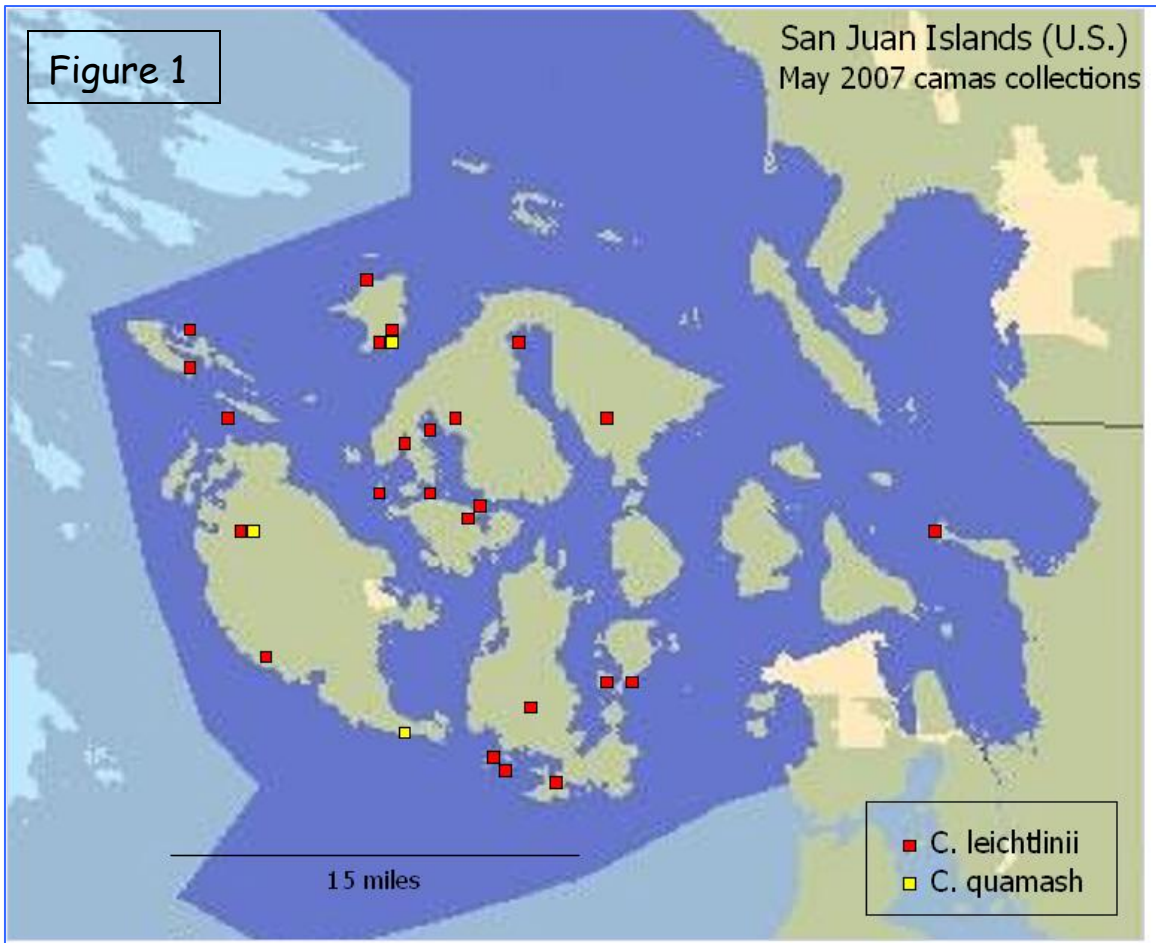 Figure 1
San Juan Islands (U.S.)
May 2007 camas collections
15 miles
C. leichtlinii
C. quamash